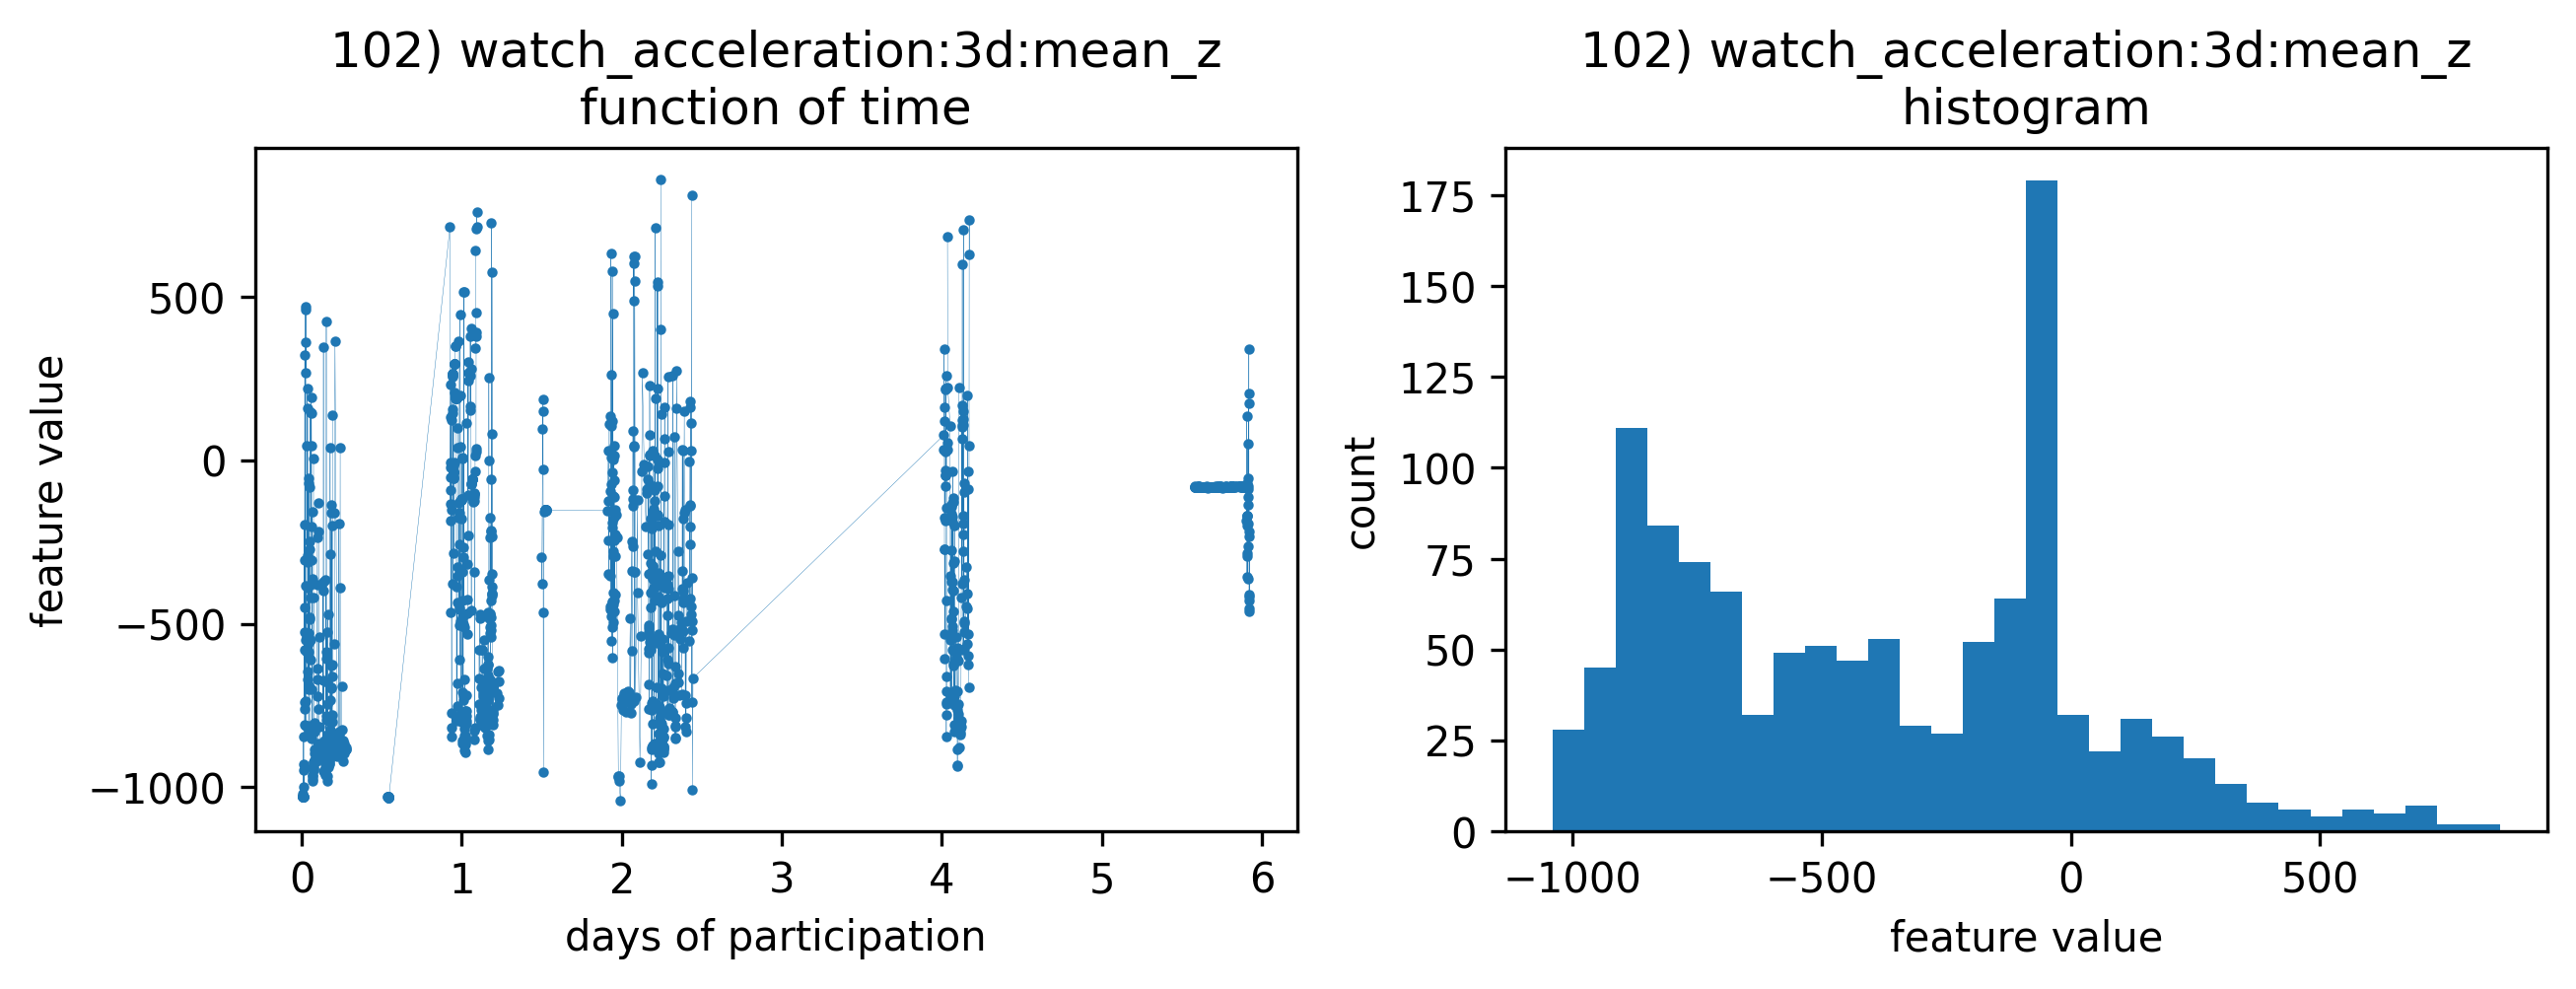 102) watch_acceleration:3d:mean_z
function of time
feature value
500
0
−500
−1000
0 1 2 3 4 5 6
days of participation
102) watch_acceleration:3d:mean_z
histogram
count
175
150
125
100
75
50
25
0
−1000 −500 0 500
feature value